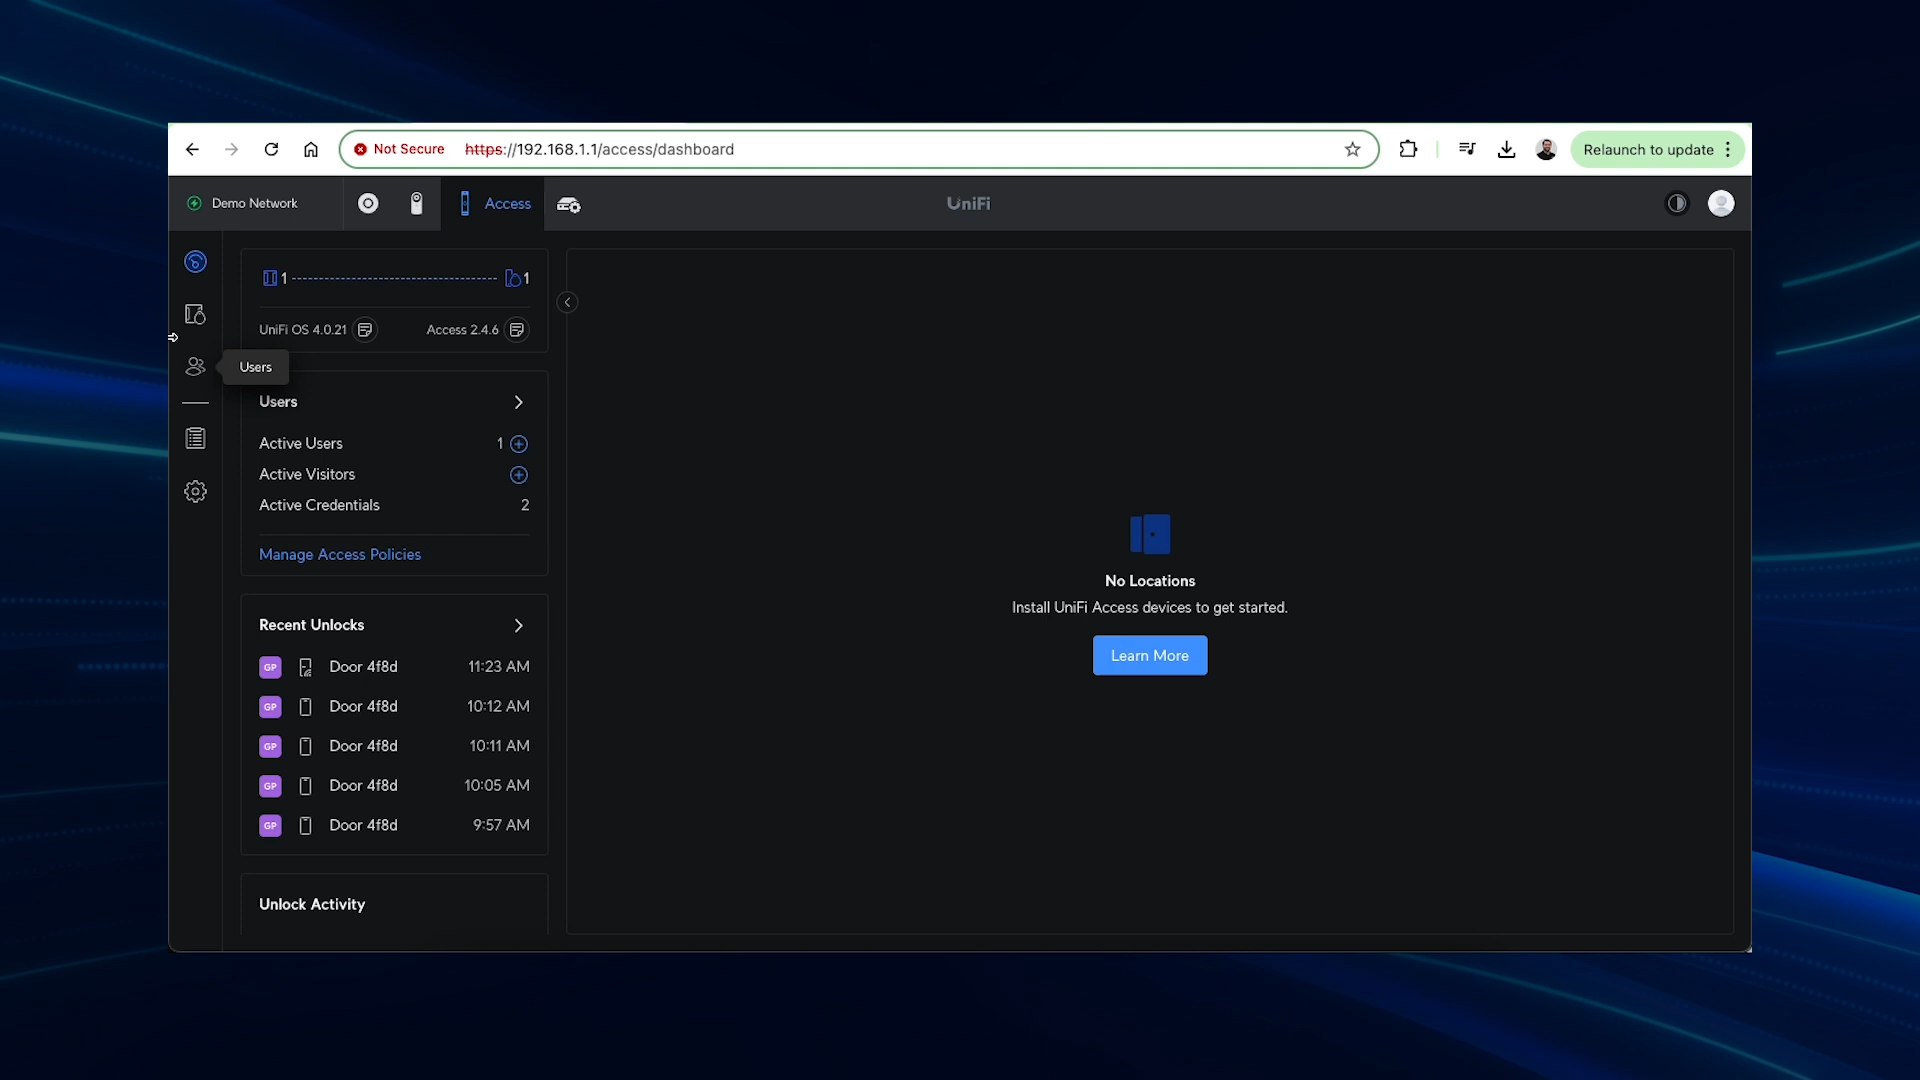 Not Secure https://192.168.1.1/access/dashboard Relaunch to update
Demo Network Access UniFi
1 1
UniFi OS 4.0.21 Access 2.4.6
Users
Users
Active Users 1
Active Visitors
Active Credentials 2
Manage Access Policies
Recent Unlocks
GP Door 4f8d 11:23 AM
GP Door 4f8d 10:12 AM
GP Door 4f8d 10:11 AM
GP Door 4f8d 10:05 AM
GP Door 4f8d 9:57 AM
Unlock Activity
No Locations
Install UniFi Access devices to get started.
Learn More